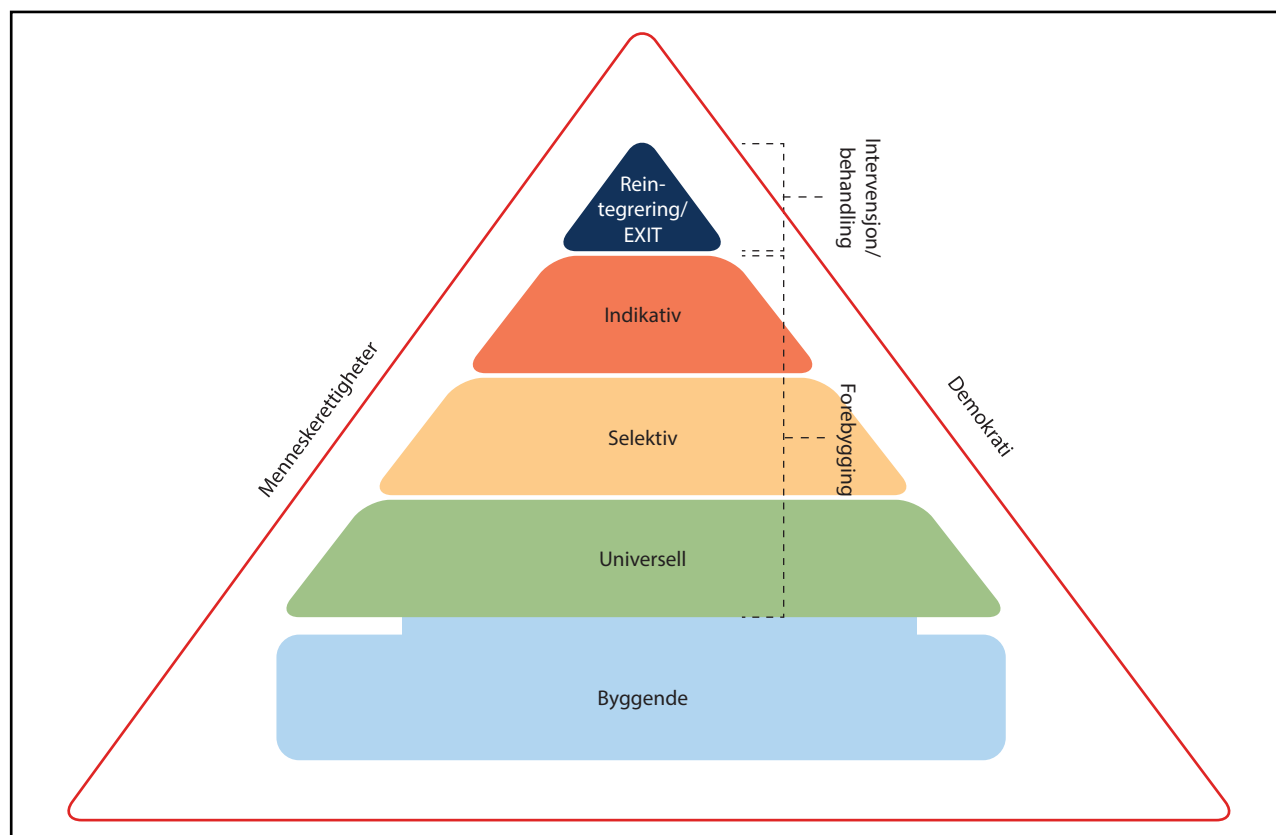 Rein-
tegrering/
EXIT
Intervensjon/
behandling
Indikativ
Menneskerettigheter
Forebygging
Demokrati
Selektiv
Universell
Byggende